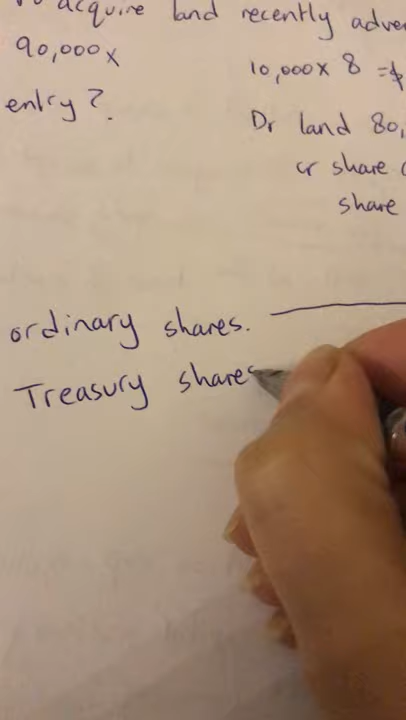 acquire land recently
90,000 x
10,000 x 8 =
entry?
Dr land 80,
cr share
share
ordinary shares.
Treasury shares